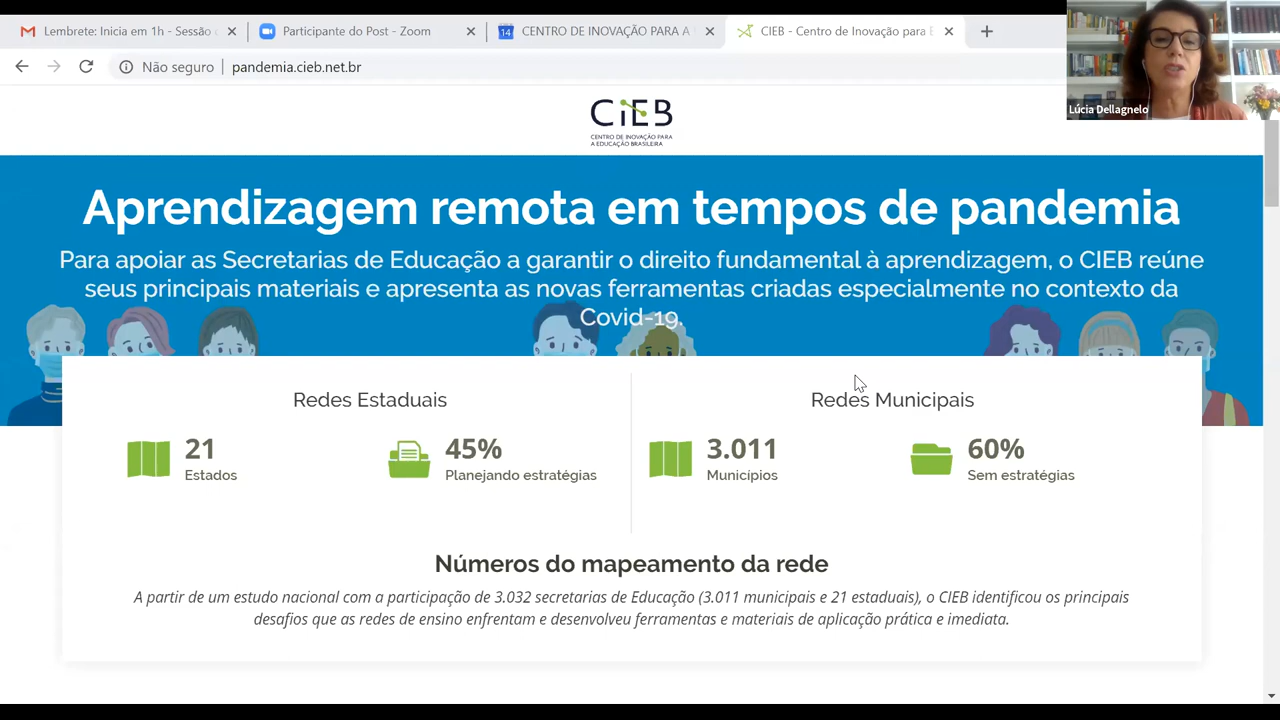 Lembrete: Inicia em 1h - Sessão
Participante do Post - Zoom
14
CENTRO DE INOVAÇÃO PARA A
CIEB - Centro de Inovação para E
Não seguro
pandemia.cieb.net.br
Lúcia Dellagnelo
CIEB
CENTRO DE INOVAÇÃO PARA
A EDUCAÇÃO BRASILEIRA
Aprendizagem remota em tempos de pandemia
Para apoiar as Secretarias de Educação a garantir o direito fundamental à aprendizagem, o CIEB reúne
seus principais materiais e apresenta as novas ferramentas criadas especialmente no contexto da
Covid-19.
Redes Estaduais
21
Estados
45%
Planejando estratégias
Redes Municipais
3.011
Municípios
60%
Sem estratégias
Números do mapeamento da rede
A partir de um estudo nacional com a participação de 3.032 secretarias de Educação (3.011 municipais e 21 estaduais), o CIEB identificou os principais
desafios que as redes de ensino enfrentam e desenvolveu ferramentas e materiais de aplicação prática e imediata.